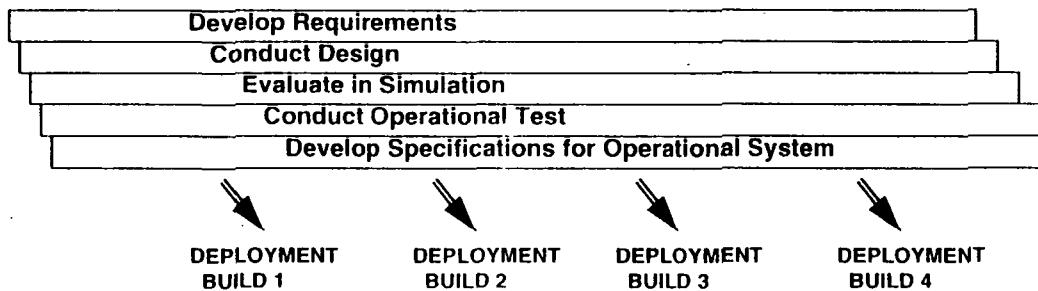 Develop Requirements
Conduct Design
Evaluate in Simulation
Conduct Operational Test
Develop Specifications for Operational System
DEPLOYMENT DEPLOYMENT DEPLOYMENT DEPLOYMENT
BUILD 1 BUILD 2 BUILD 3 BUILD 4